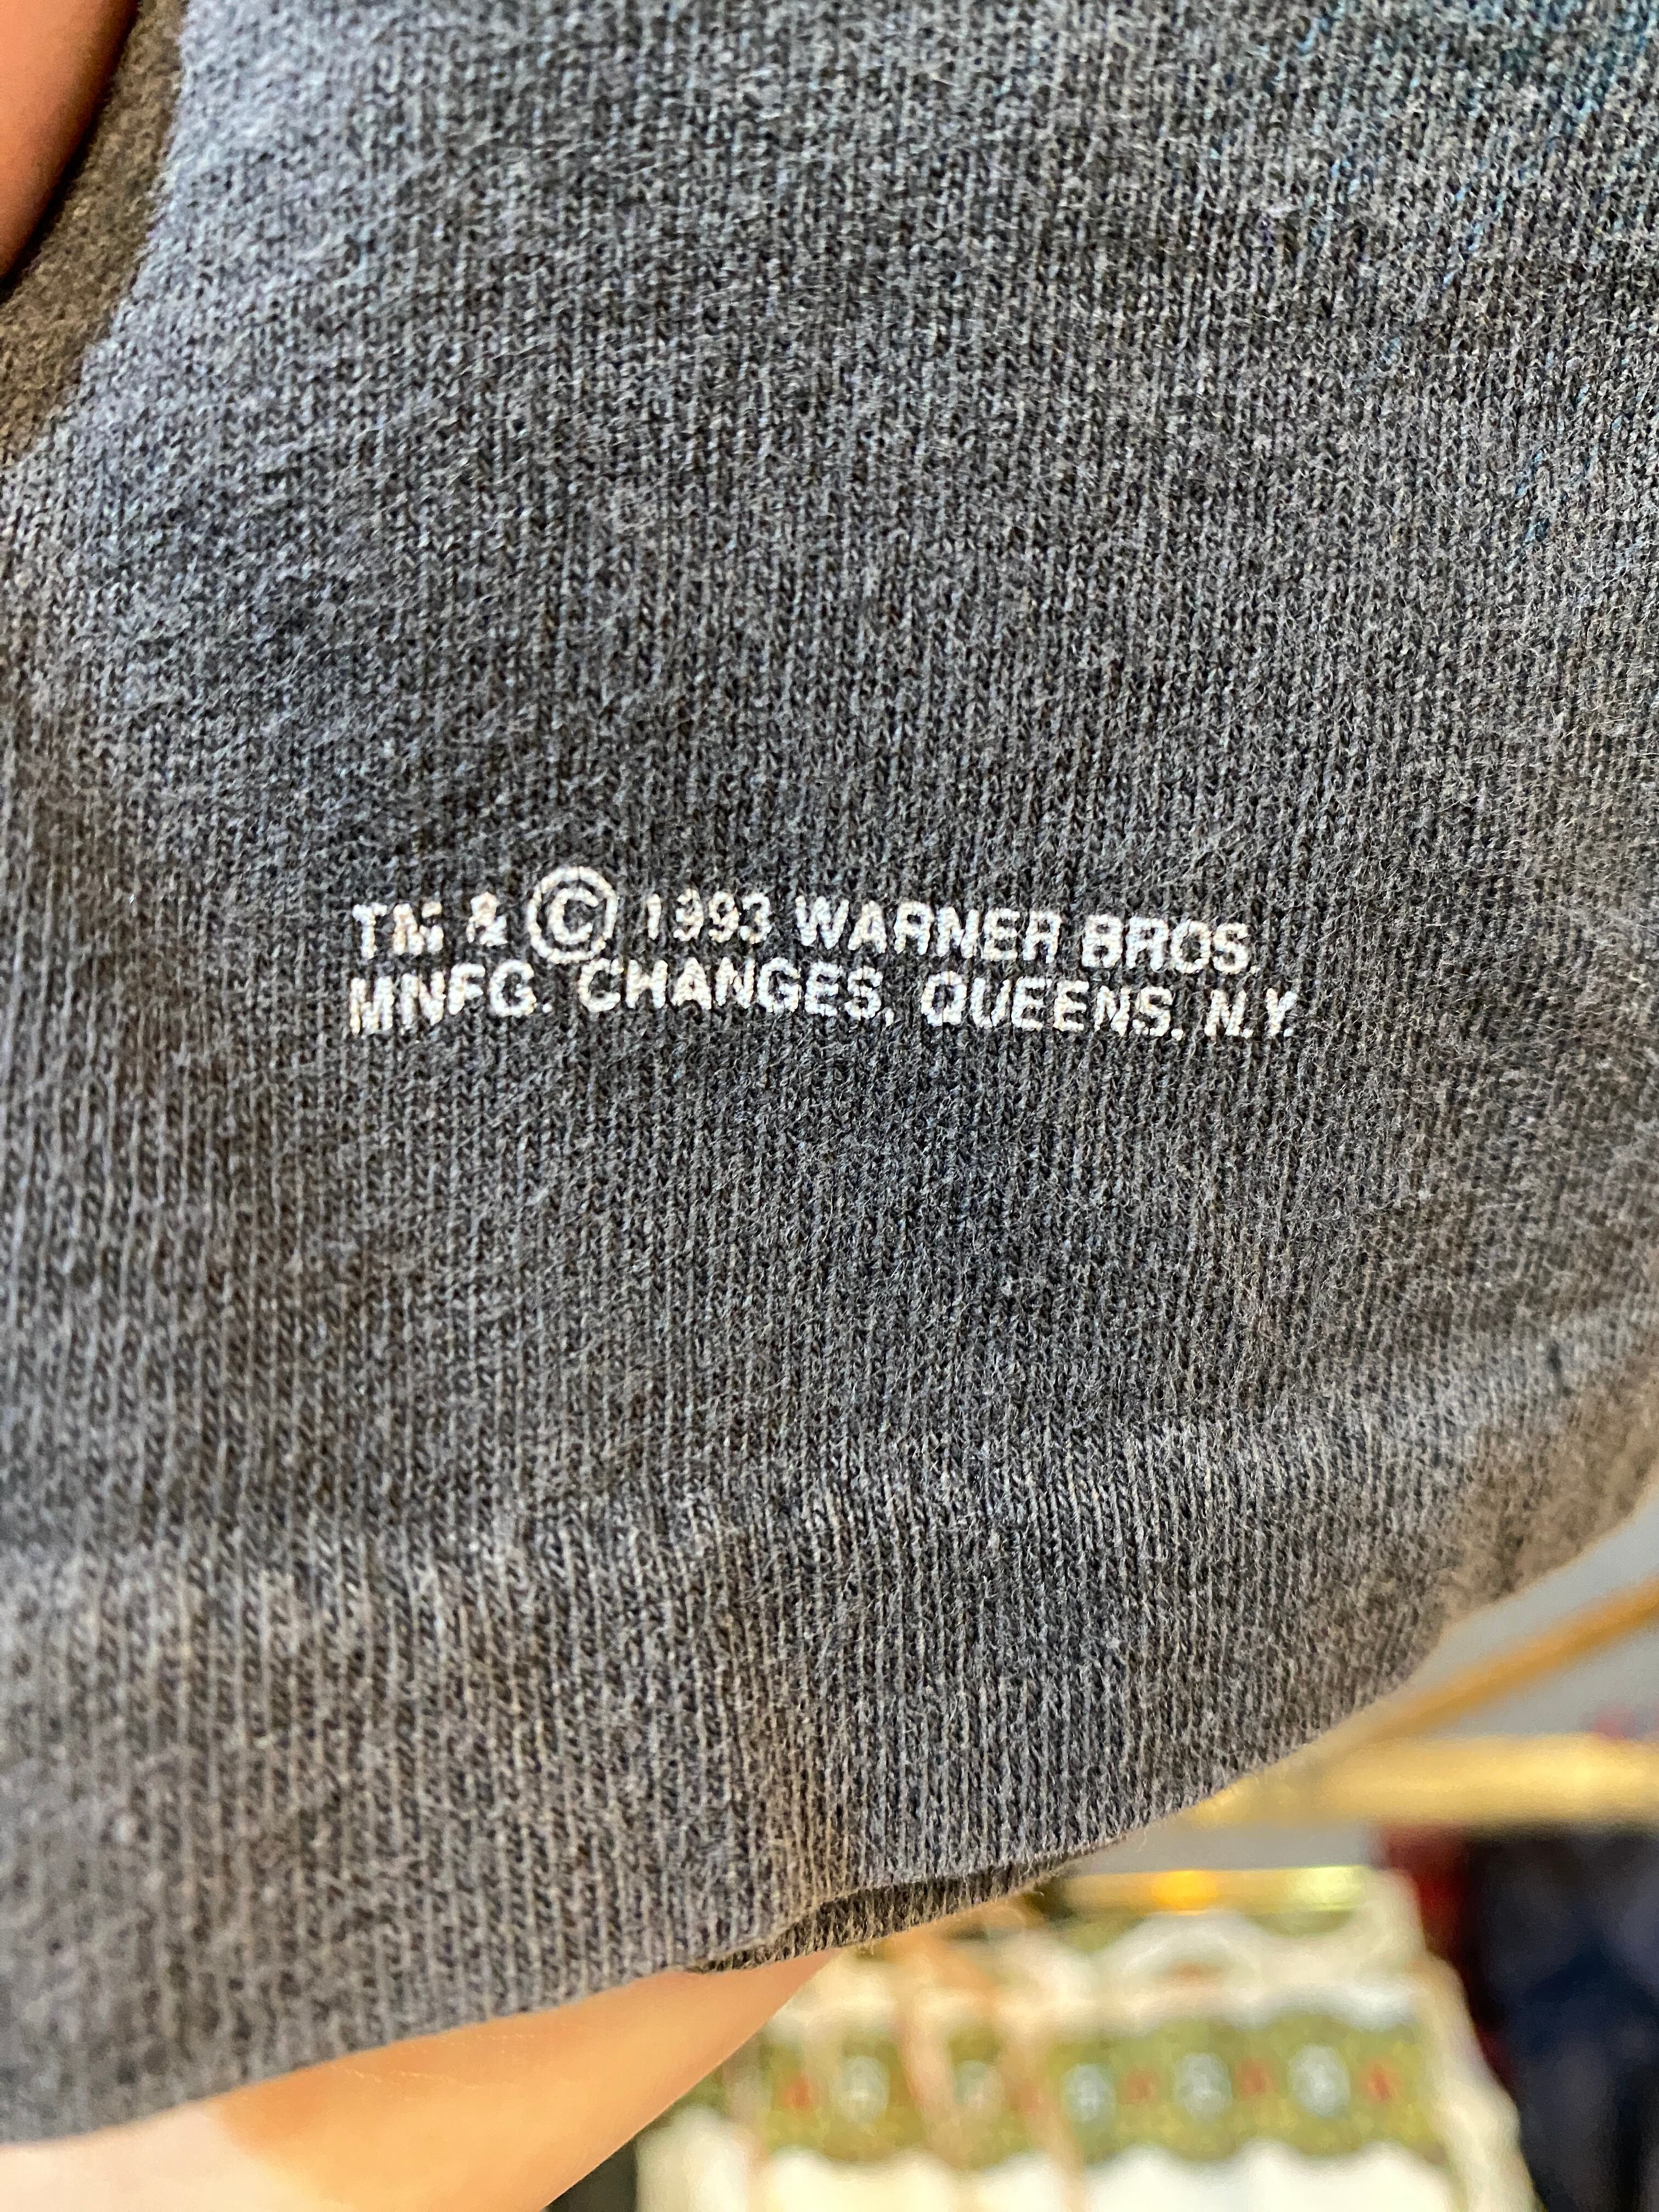 TM & © 1993 WARNER BROS.
MNFG. CHANGES, QUEENS, N.Y.